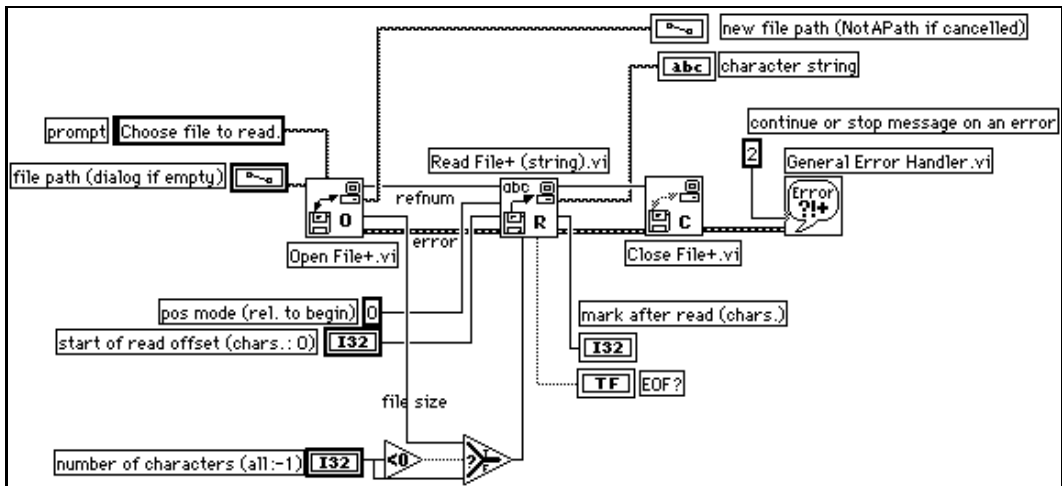 new file path (NotAPath if cancelled)
abc character string
prompt Choose file to read.
continue or stop message on an error
2
Read File+ (string).vi
General Error Handler.vi
file path (dialog if empty)
abc
Error
?!+
refnum
O
R
C
error
Open File+.vi
Close File+.vi
pos mode (rel. to begin) 0
mark after read (chars.)
start of read offset (chars.: 0) I32
I32
TF EOF?
file size
number of characters (all:-1) I32
<0
?
T
F